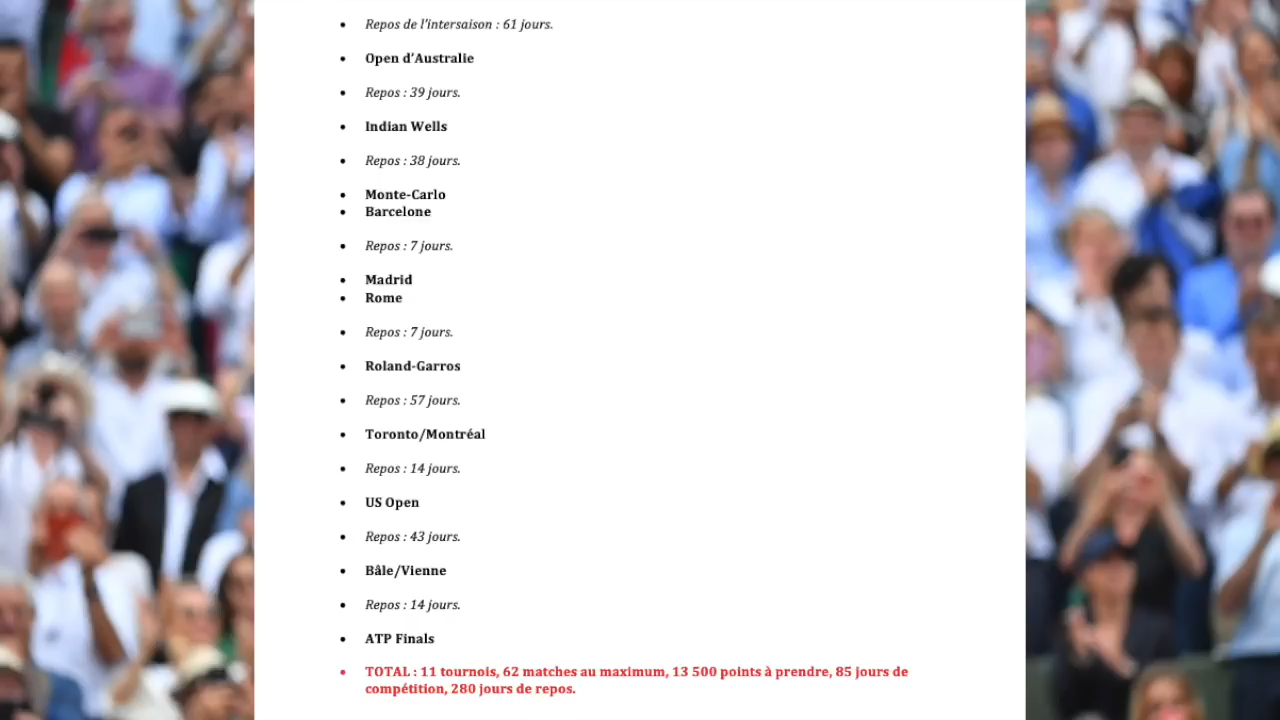 • Repos de l'intersaison : 61 jours.
• Open d'Australie
• Repos : 39 jours.
• Indian Wells
• Repos : 38 jours.
• Monte-Carlo
• Barcelone
• Repos : 7 jours.
• Madrid
• Rome
• Repos : 7 jours.
• Roland-Garros
• Repos : 57 jours.
• Toronto/Montréal
• Repos : 14 jours.
• US Open
• Repos : 43 jours.
• Bâle/Vienne
• Repos : 14 jours.
• ATP Finals
• TOTAL : 11 tournois, 62 matches au maximum, 13 500 points à prendre, 85 jours de
compétition, 280 jours de repos.